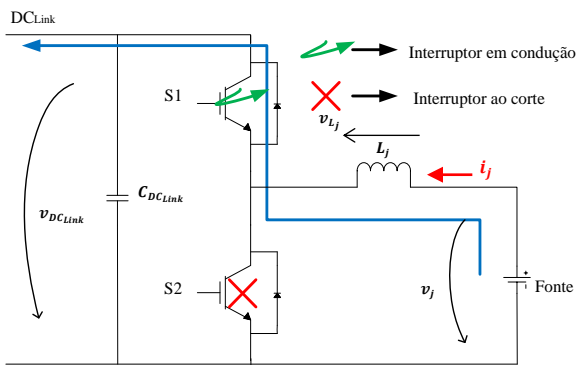 DCLink
Interruptor em condução
S1
Interruptor ao corte
vLj
Lj
ij
CDCLink
vDCLink
S2
vj
Fonte